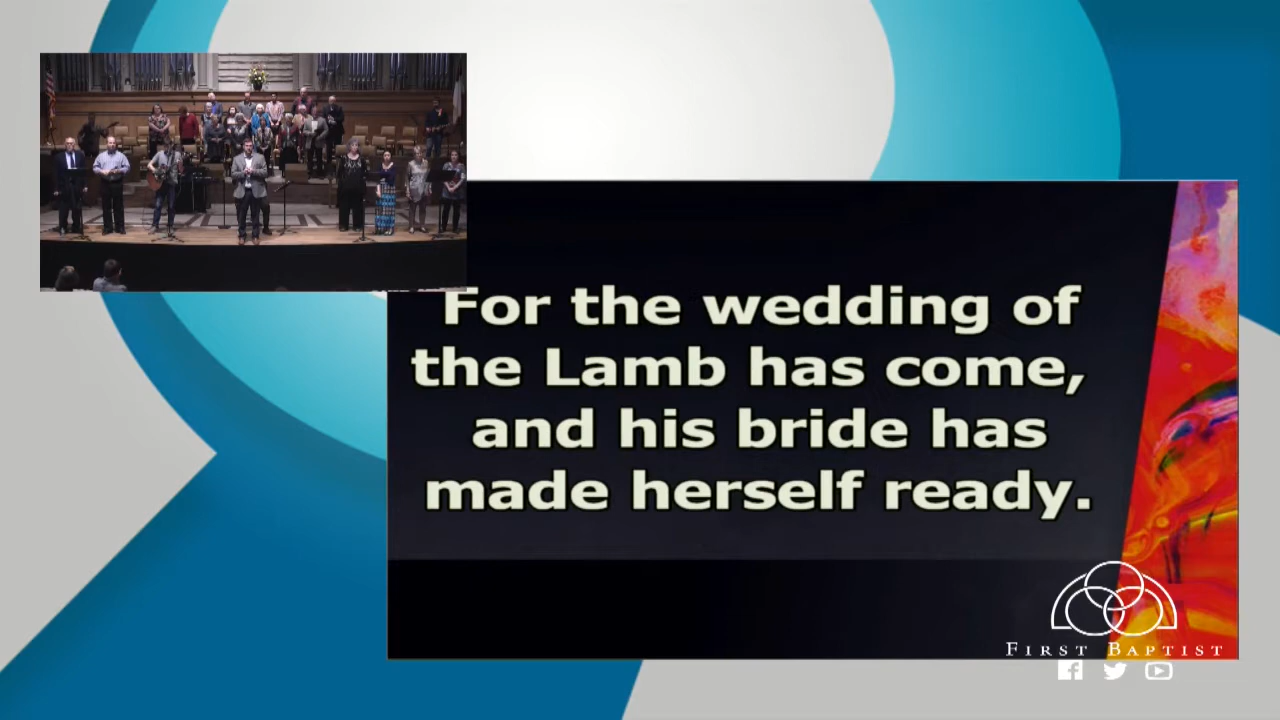 For the wedding of
the Lamb has come,
and his bride has
made herself ready.
FIRST BAPTIST